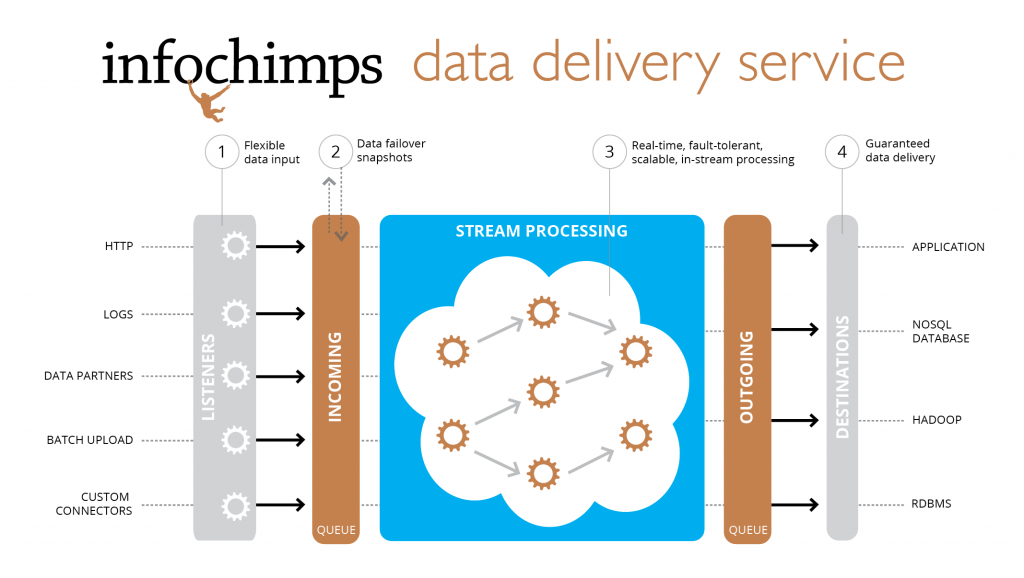 infochimps data delivery service
1
Flexible
data input
2
Data failover
snapshots
3
Real-time, fault-tolerant,
scalable, in-stream processing
4
Guaranteed
data delivery
HTTP
LOGS
DATA PARTNERS
BATCH UPLOAD
CUSTOM
CONNECTORS
LISTENERS
INCOMING
QUEUE
STREAM PROCESSING
OUTGOING
QUEUE
DESTINATIONS
APPLICATION
NOSQL
DATABASE
HADOOP
RDBMS